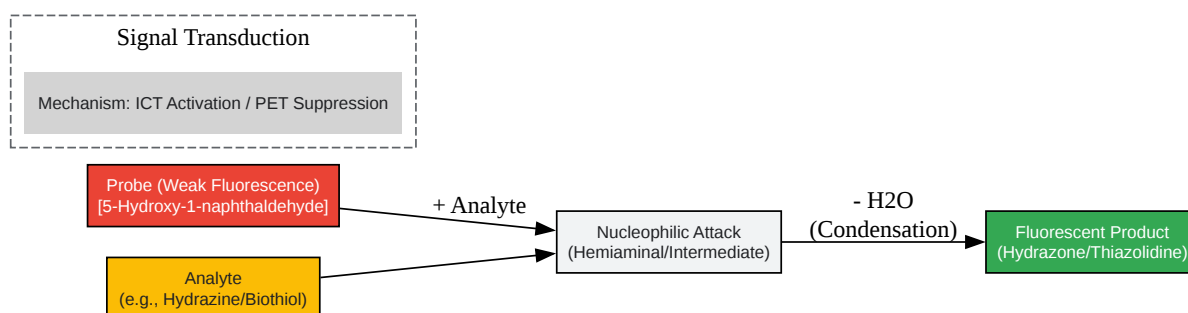 Signal Transduction
Mechanism: ICT Activation / PET Suppression
Probe (Weak Fluorescence)
[5-Hydroxy-1-naphthaldehyde]
+ Analyte
Analyte
(e.g., Hydrazine/Biothiol)
Nucleophilic Attack
(Hemiaminal/Intermediate)
- H2O
(Condensation)
Fluorescent Product
(Hydrazone/Thiazolidine)